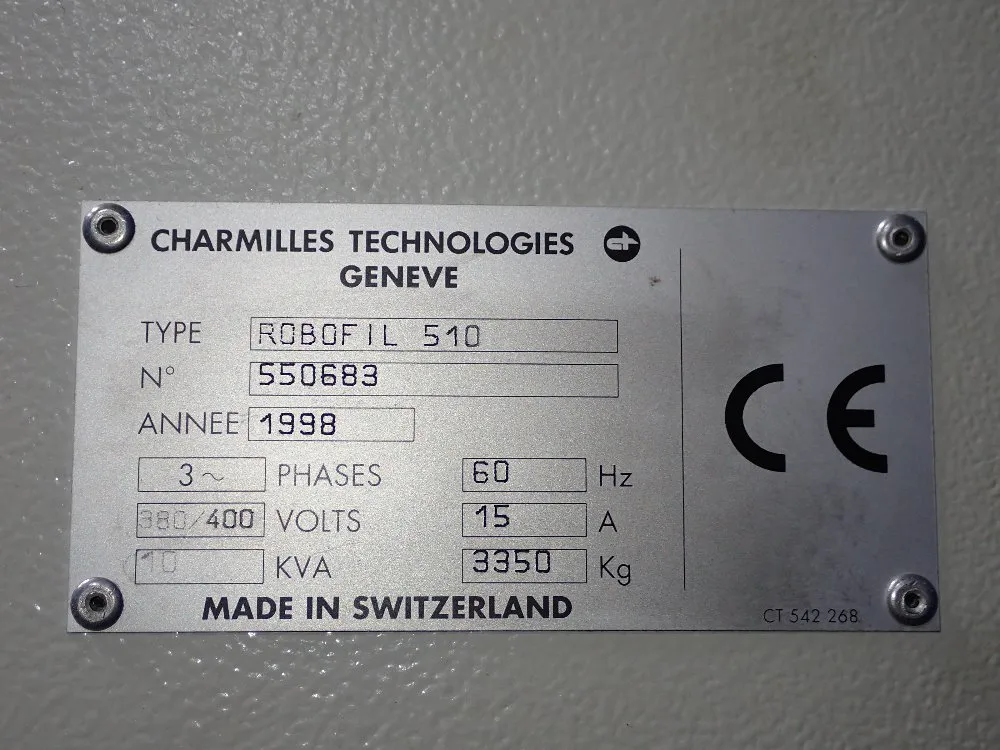 CHARMILLES TECHNOLOGIES
GENEVE
TYPE ROBOFIL 510
N° 550683
ANNEE 1998
3~ PHASES 60 Hz
380/400 VOLTS 15 A
10 KVA 3350 Kg
MADE IN SWITZERLAND
CE
CT 542 268